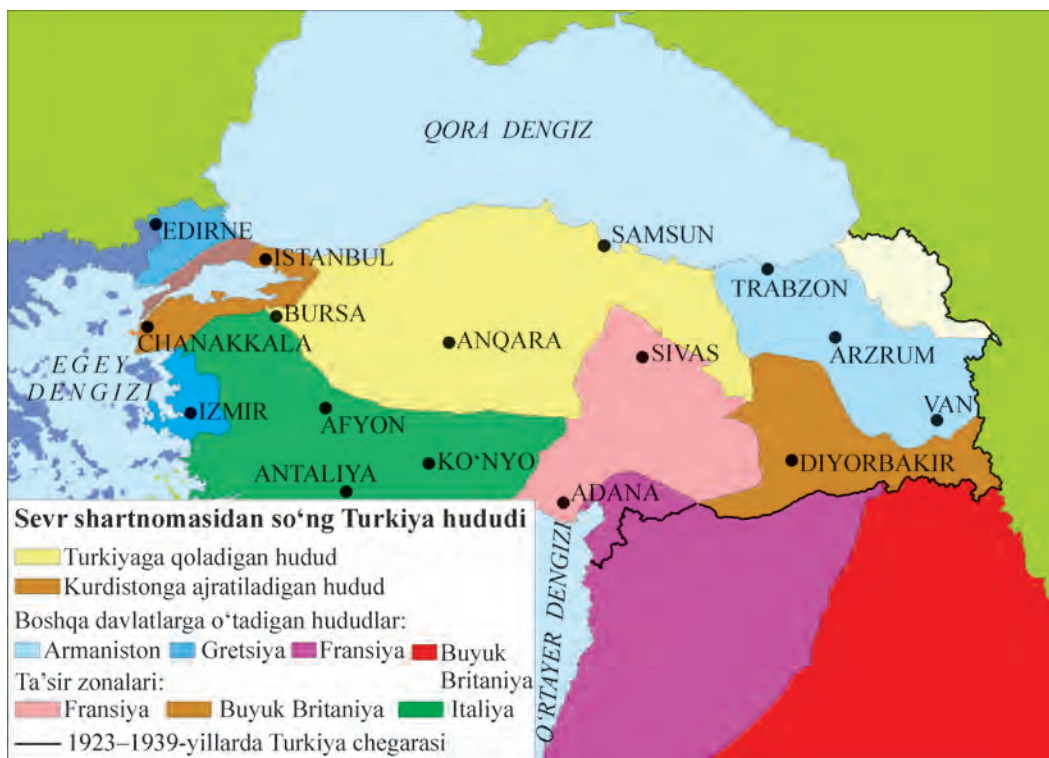 QORA DENGIZ
EDIRNE
ISTANBUL
SAMSUN
TRABZON
BURSA
CHANAKKALA
ANQARA
SIVAS
ARZRUM
EGEY
DENGIZI
IZMIR
AFYON
VAN
KO‘NYO
DIYORBAKIR
ANTALIYA
ADANA
O‘RTAYER DENGIZI
Sevr shartnomasidan so‘ng Turkiya hududi
Turkiyaga qoladigan hudud
Kurdistonga ajratiladigan hudud
Boshqa davlatlarga o‘tadigan hududlar:
Armaniston Gretsiya Fransiya Buyuk
Britaniya
Ta’sir zonalari:
Fransiya Buyuk Britaniya Italiya
1923–1939-yillarda Turkiya chegarasi